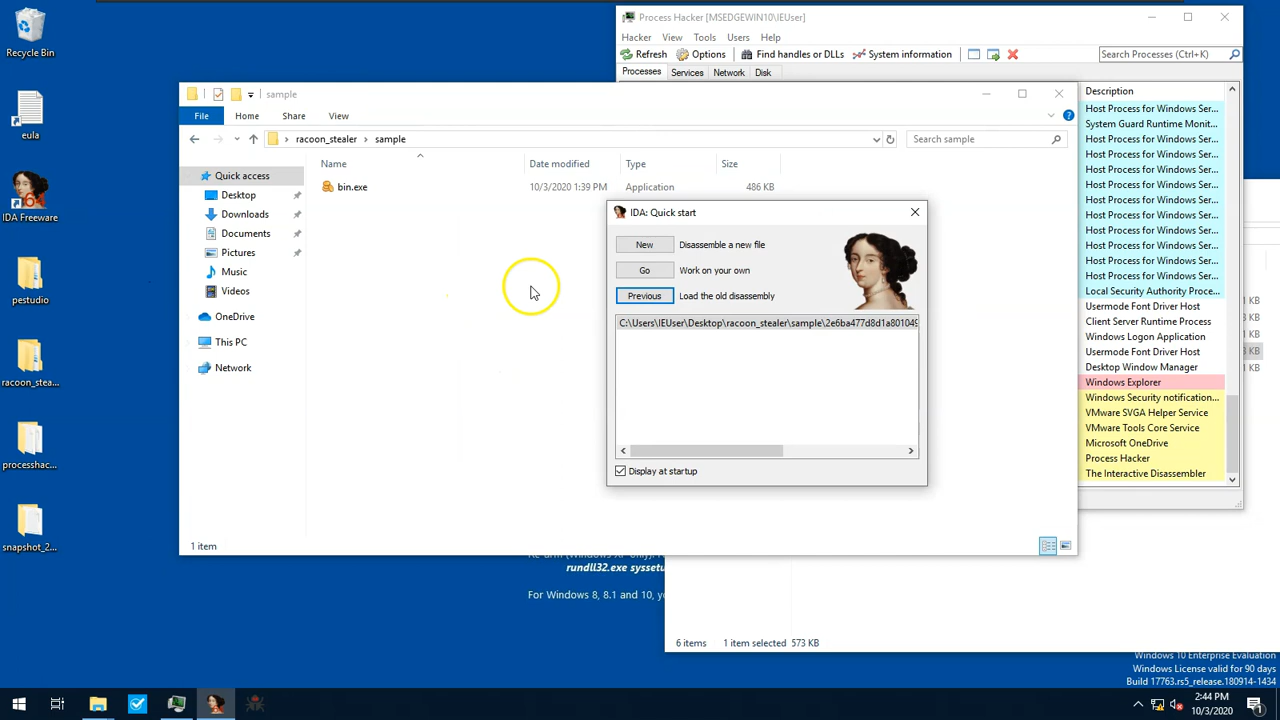 Recycle Bin
eula
IDA Freeware
64
pestudio
racoon_stea...
processhac...
snapshot_2...
Process Hacker [MSEDGEWIN10\IEUser]
Hacker View Tools Users Help
Refresh Options Find handles or DLLs System information Search Processes (Ctrl+K)
Processes Services Network Disk
Description
Host Process for Windows Ser...
System Guard Runtime Monit...
Host Process for Windows Ser...
Host Process for Windows Ser...
Host Process for Windows Ser...
Host Process for Windows Ser...
Host Process for Windows Ser...
Host Process for Windows Ser...
Host Process for Windows Ser...
Host Process for Windows Ser...
Host Process for Windows Ser...
Host Process for Windows Ser...
Local Security Authority Proce...
Usermode Font Driver Host
Client Server Runtime Process
Windows Logon Application
Usermode Font Driver Host
Desktop Window Manager
Windows Explorer
Windows Security notification...
VMware SVGA Helper Service
VMware Tools Core Service
Microsoft OneDrive
Process Hacker
The Interactive Disassembler
sample
File Home Share View
racoon_stealer > sample
Search sample
Name Date modified Type Size
bin.exe 10/3/2020 1:39 PM Application 486 KB
Quick access
Desktop
Downloads
Documents
Pictures
Music
Videos
OneDrive
This PC
Network
1 item
IDA: Quick start
New Disassemble a new file
Go Work on your own
Previous Load the old disassembly
C:\Users\IEUser\Desktop\racoon_stealer\sample\2e6ba477d8d1a801049
Display at startup
KB
KB
KB
KB
rundll32.exe syssetu
For Windows 8, 8.1 and 10, yo
6 items 1 item selected 573 KB
Windows 10 Enterprise Evaluation
Windows License valid for 90 days
Build 17763.rs5_release.180914-1434
2:44 PM
10/3/2020
1